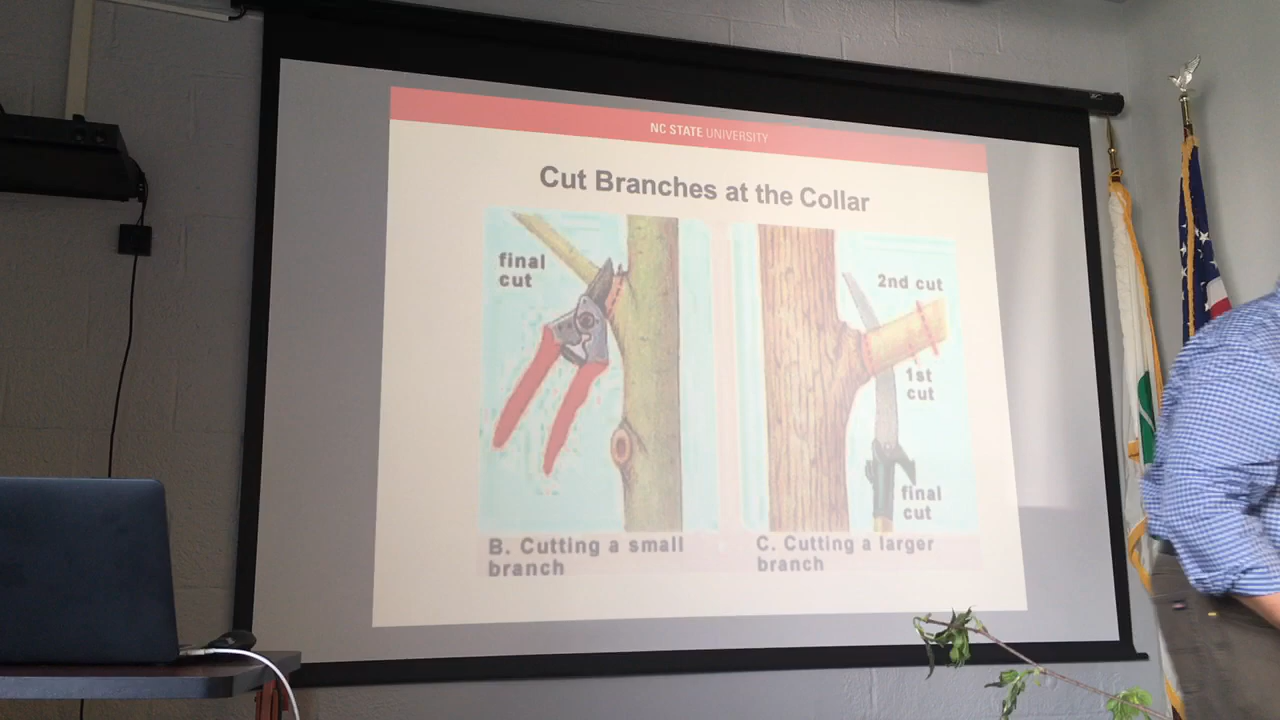 NC STATE UNIVERSITY
Cut Branches at the Collar
final
cut
2nd cut
1st
cut
final
cut
B. Cutting a small
branch
C. Cutting a larger
branch